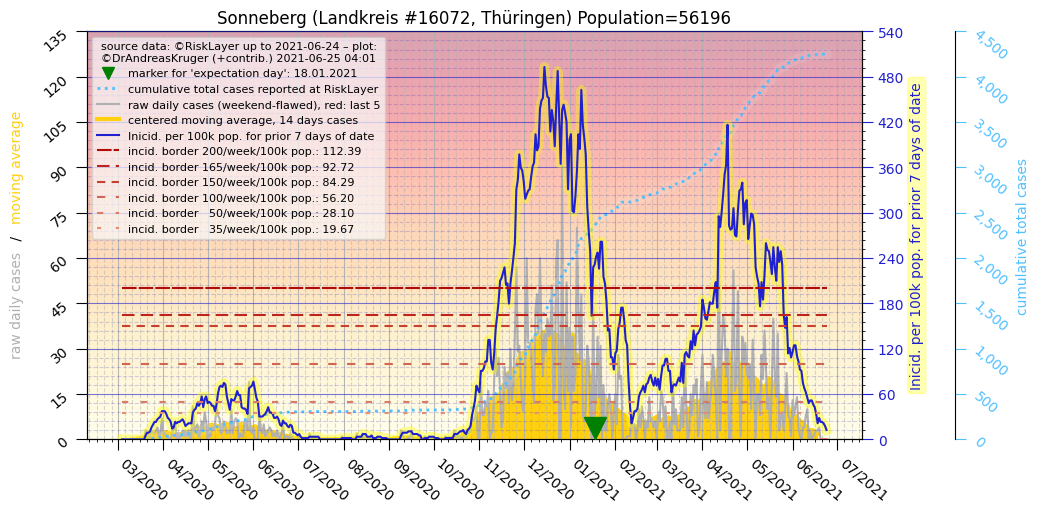 Sonneberg (Landkreis #16072, Thüringen) Population=56196
source data: ©RiskLayer up to 2021-06-24 – plot:
©DrAndreasKruger (+contrib.) 2021-06-25 04:01
marker for 'expectation day': 18.01.2021
cumulative total cases reported at RiskLayer
raw daily cases (weekend-flawed), red: last 5
centered moving average, 14 days cases
Inicid. per 100k pop. for prior 7 days of date
incid. border 200/week/100k pop.: 112.39
incid. border 165/week/100k pop.: 92.72
incid. border 150/week/100k pop.: 84.29
incid. border 100/week/100k pop.: 56.20
incid. border 50/week/100k pop.: 28.10
incid. border 35/week/100k pop.: 19.67
raw daily cases / moving average
135
120
105
90
75
60
45
30
15
0
03/2020
04/2020
05/2020
06/2020
07/2020
08/2020
09/2020
10/2020
11/2020
12/2020
01/2021
02/2021
03/2021
04/2021
05/2021
06/2021
07/2021
540
480
420
360
300
240
180
120
60
0
Inicid. per 100k pop. for prior 7 days of date
4,500
4,000
3,500
3,000
2,500
2,000
1,500
1,000
500
0
cumulative total cases